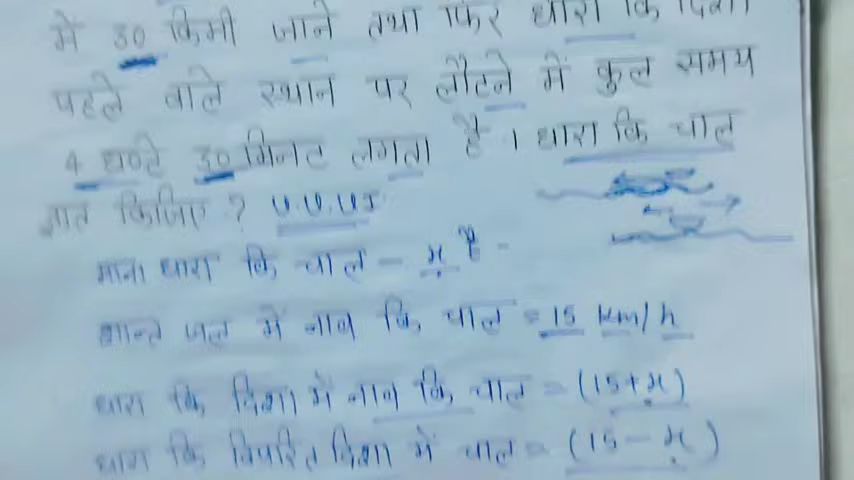 में 30 किमी जाने तथा फिर धारा कि दिशा
पहले वाले स्थान पर लौटने में कुल समय
4 घण्टे 30 मिनट लगता है । धारा कि चाल
ज्ञात किजिए ? V.V.V.I
माना धारा कि चाल - x है -
शान्त जल में नाव कि चाल = 15 km/h
धारा कि दिशा में नाव कि चाल = (15+x)
धारा कि विपरित दिशा में चाल = (15 - x)